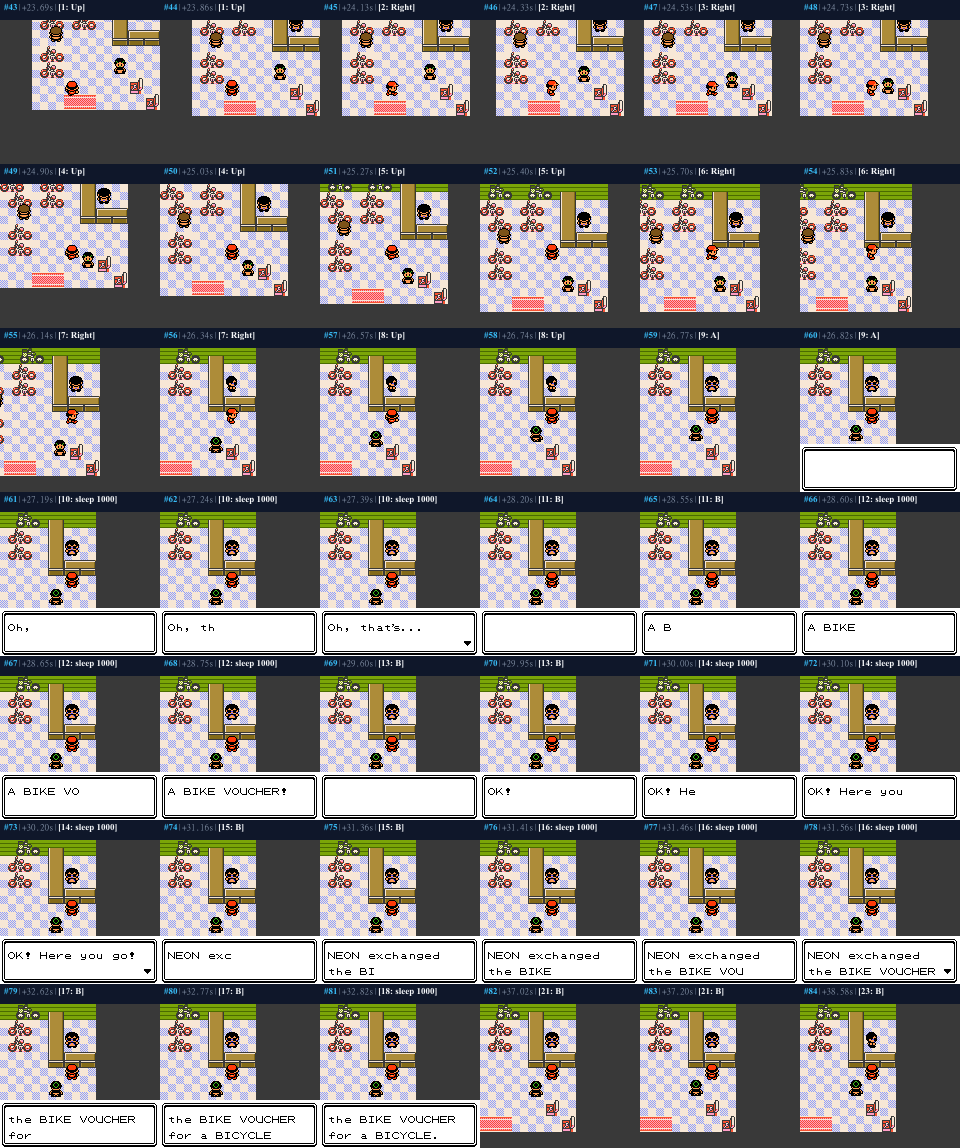 #43|+23.69s| [1: Up]
#44|+23.86s| [1: Up]
#45|+24.13s| [2: Right]
#46|+24.33s| [2: Right]
#47|+24.53s| [3: Right]
#48|+24.73s| [3: Right]
#49|+24.90s| [4: Up]
#50|+25.03s| [4: Up]
#51|+25.27s| [5: Up]
#52|+25.40s| [5: Up]
#53|+25.70s| [6: Right]
#54|+25.83s| [6: Right]
#55|+26.14s| [7: Right]
#56|+26.34s| [7: Right]
#57|+26.57s| [8: Up]
#58|+26.74s| [8: Up]
#59|+26.77s| [9: A]
#60|+26.82s| [9: A]
#61|+27.19s| [10: sleep 1000]
#62|+27.24s| [10: sleep 1000]
#63|+27.39s| [10: sleep 1000]
#64|+28.20s| [11: B]
#65|+28.55s| [11: B]
#66|+28.60s| [12: sleep 1000]
Oh,
Oh, th
Oh, that's...
A B
A BIKE
#67|+28.65s| [12: sleep 1000]
#68|+28.75s| [12: sleep 1000]
#69|+29.60s| [13: B]
#70|+29.95s| [13: B]
#71|+30.00s| [14: sleep 1000]
#72|+30.10s| [14: sleep 1000]
A BIKE VO
A BIKE VOUCHER!
OK!
OK! He
OK! Here you
#73|+30.20s| [14: sleep 1000]
#74|+31.16s| [15: B]
#75|+31.36s| [15: B]
#76|+31.41s| [16: sleep 1000]
#77|+31.46s| [16: sleep 1000]
#78|+31.56s| [16: sleep 1000]
OK! Here you go!
NEON exc
NEON exchanged
the BI
NEON exchanged
the BIKE
NEON exchanged
the BIKE VOU
NEON exchanged
the BIKE VOUCHER
#79|+32.62s| [17: B]
#80|+32.77s| [17: B]
#81|+32.82s| [18: sleep 1000]
#82|+37.02s| [21: B]
#83|+37.20s| [21: B]
#84|+38.58s| [23: B]
the BIKE VOUCHER
for
the BIKE VOUCHER
for a BICYCLE
the BIKE VOUCHER
for a BICYCLE.